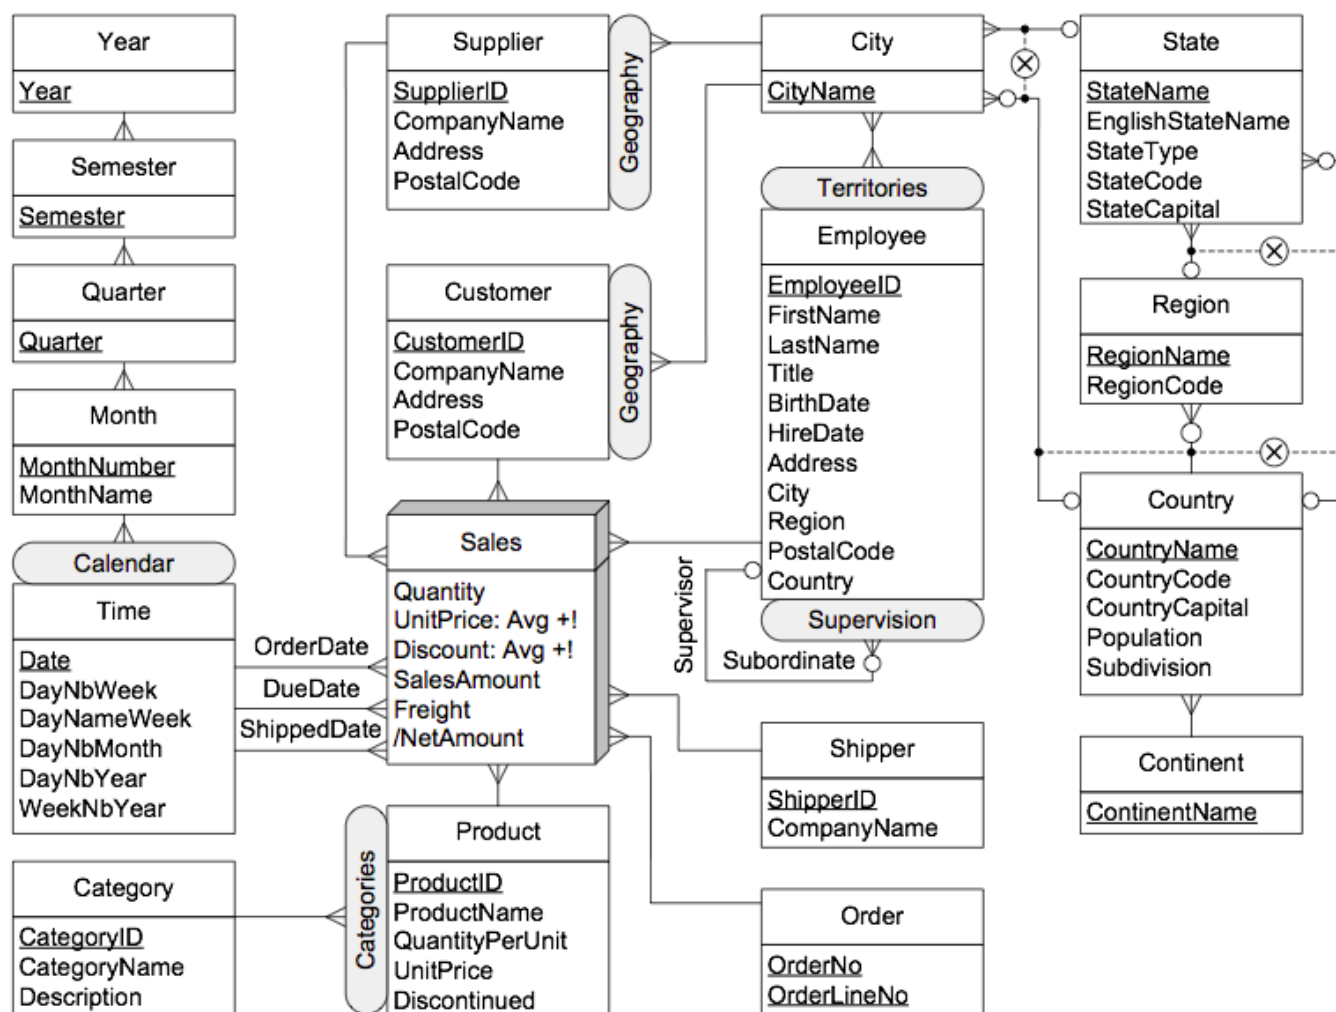 Year
Year
Semester
Semester
Quarter
Quarter
Month
MonthNumber
MonthName
Calendar
Time
Date
DayNbWeek
DayNameWeek
DayNbMonth
DayNbYear
WeekNbYear
Category
CategoryID
CategoryName
Description
OrderDate
DueDate
ShippedDate
Supplier
SupplierID
CompanyName
Address
PostalCode
Geography
Customer
CustomerID
CompanyName
Address
PostalCode
Geography
Sales
Quantity
UnitPrice: Avg +!
Discount: Avg +!
SalesAmount
Freight
/NetAmount
Categories
Product
ProductID
ProductName
QuantityPerUnit
UnitPrice
Discontinued
City
CityName
Territories
Employee
EmployeeID
FirstName
LastName
Title
BirthDate
HireDate
Address
City
Region
PostalCode
Country
Supervision
Supervisor
Subordinate
Shipper
ShipperID
CompanyName
Order
OrderNo
OrderLineNo
State
StateName
EnglishStateName
StateType
StateCode
StateCapital
Region
RegionName
RegionCode
Country
CountryName
CountryCode
CountryCapital
Population
Subdivision
Continent
ContinentName